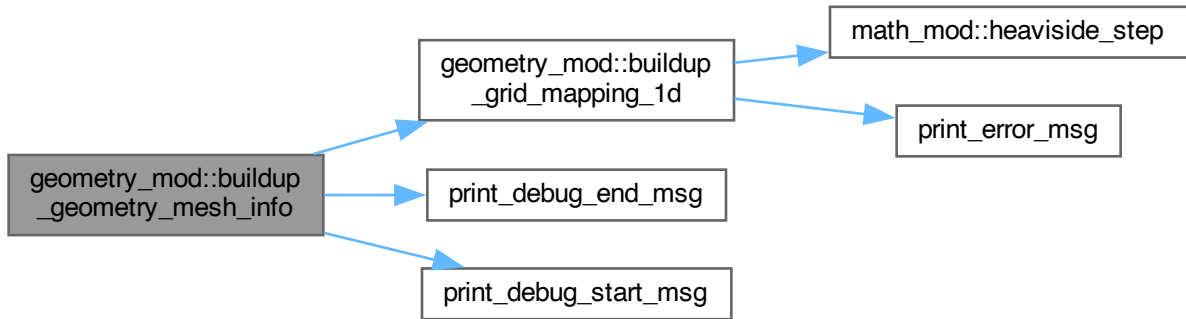 geometry_mod::buildup
_geometry_mesh_info
geometry_mod::buildup
_grid_mapping_1d
math_mod::heaviside_step
print_error_msg
print_debug_end_msg
print_debug_start_msg